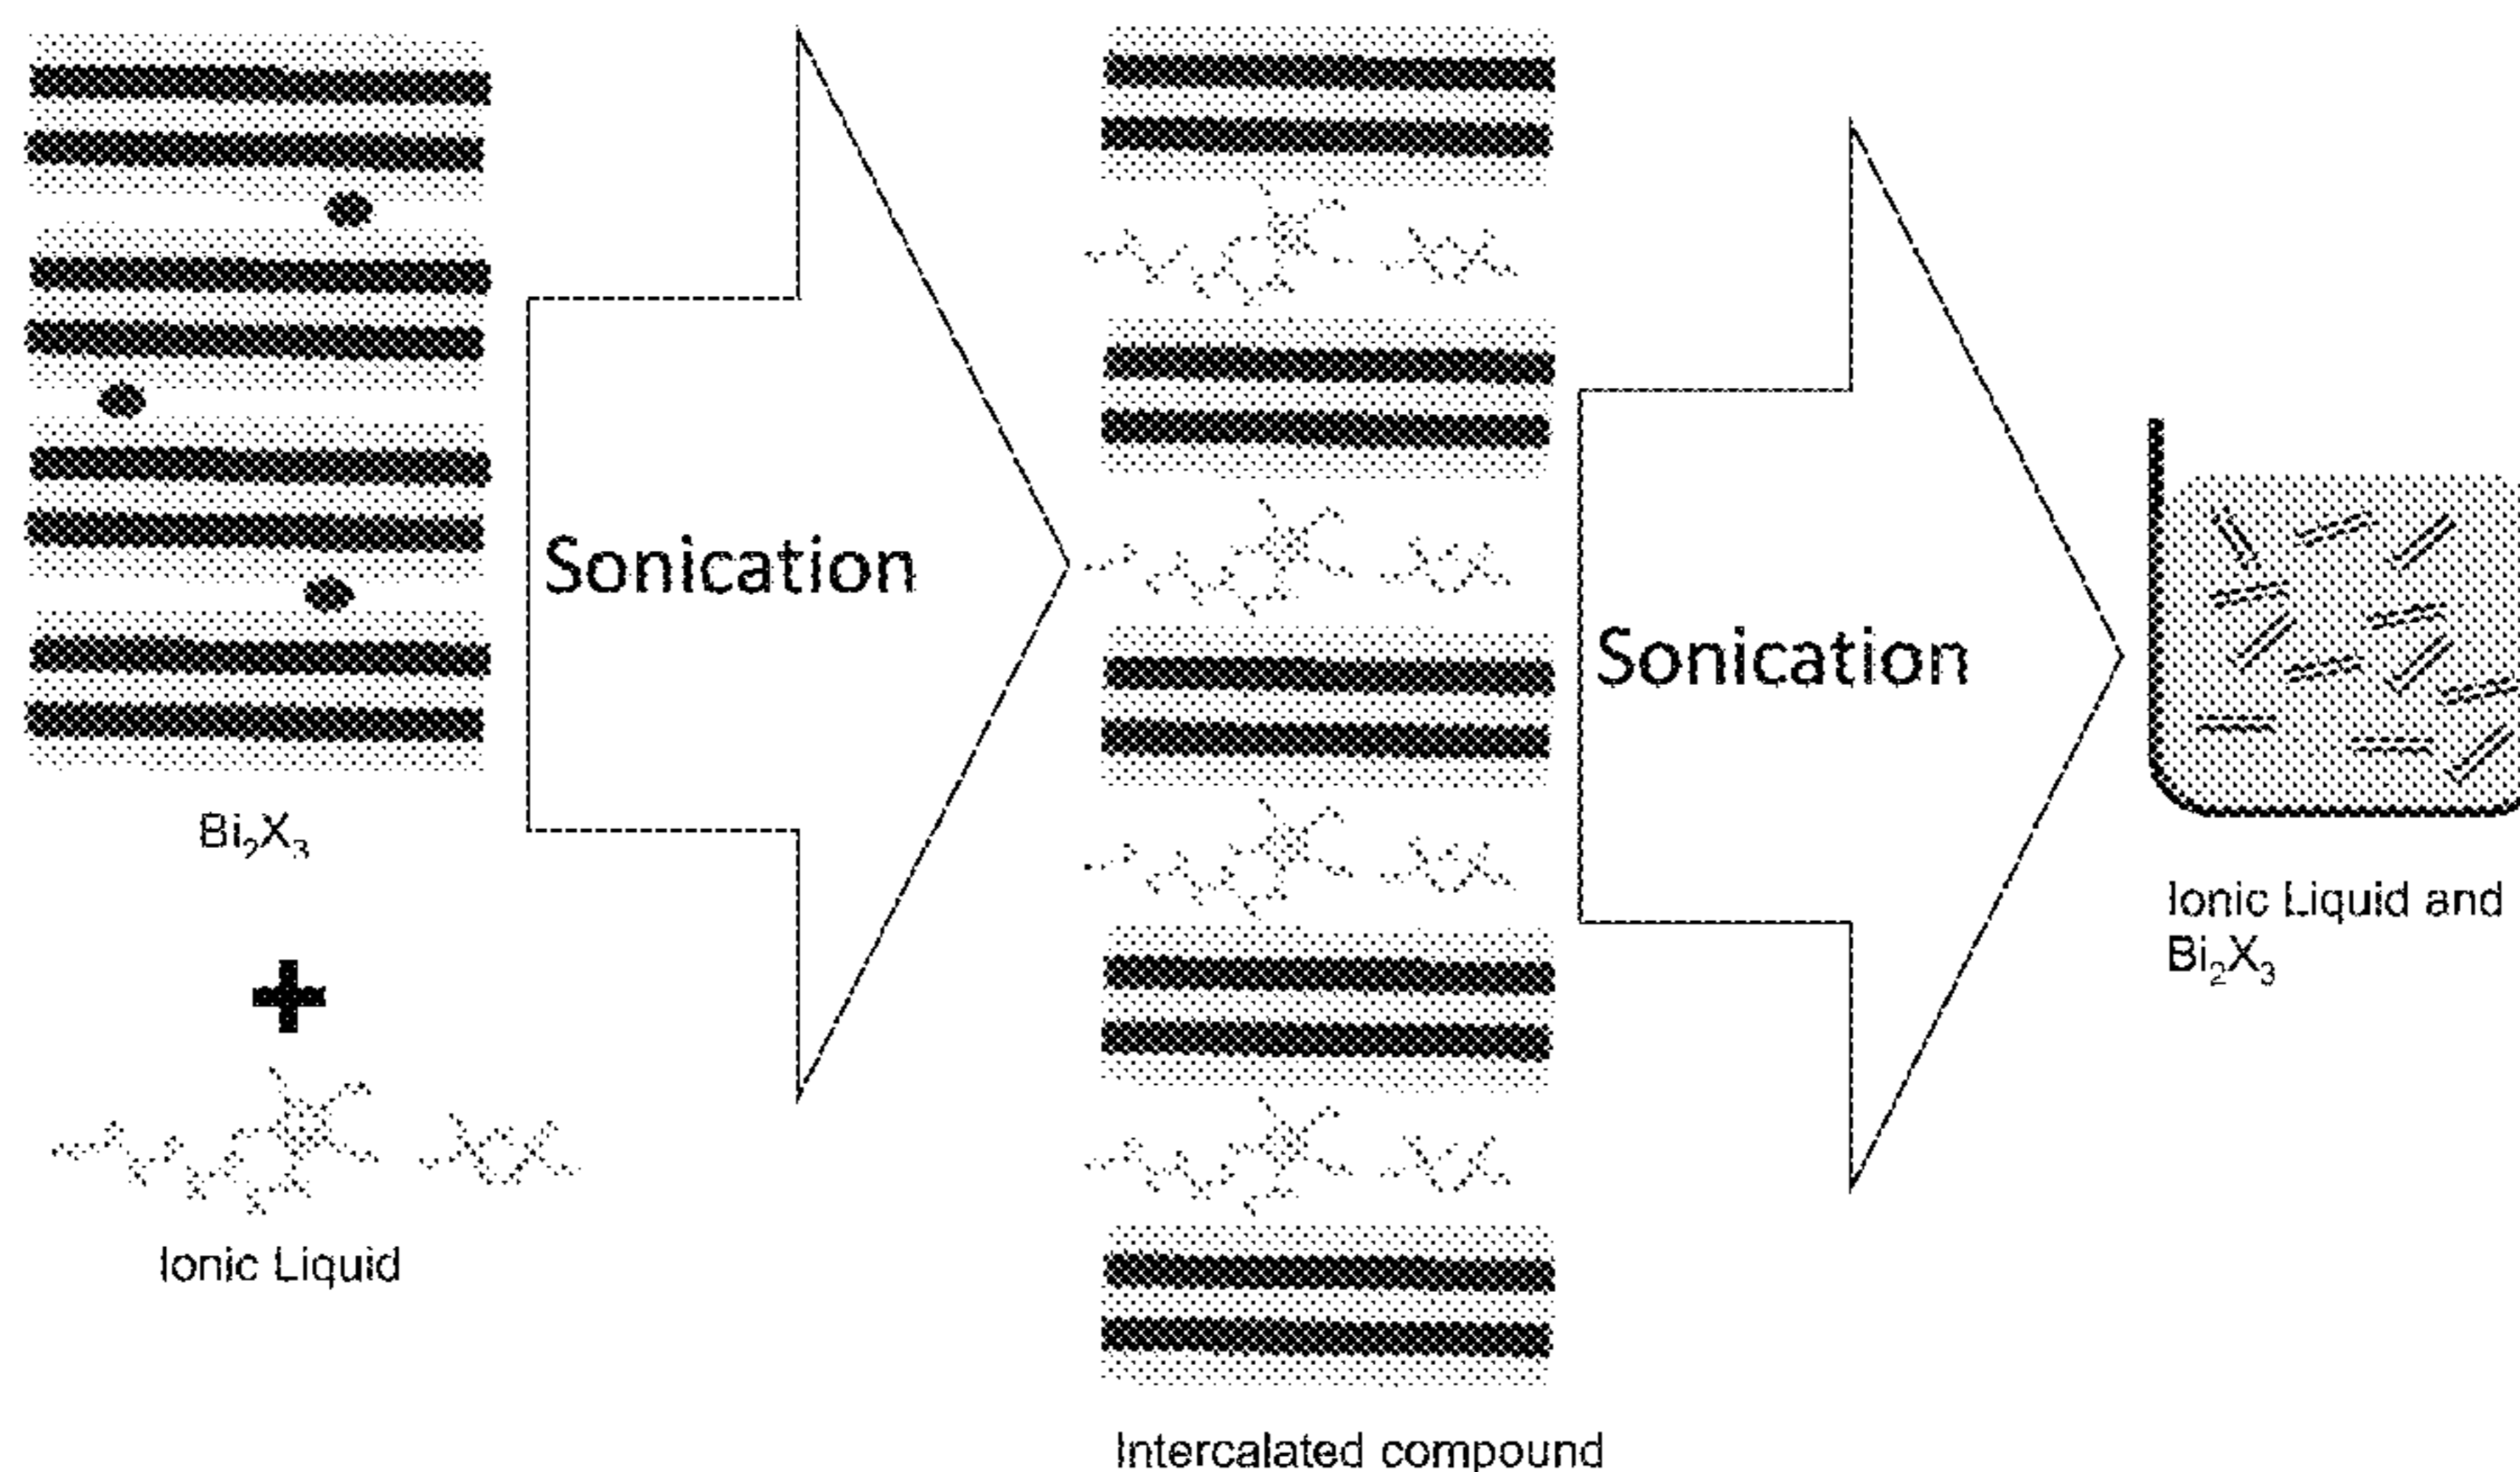 Bi₂X₃
Ionic Liquid
Sonication
Intercalated compound
Sonication
Ionic Liquid and
Bi₂X₃